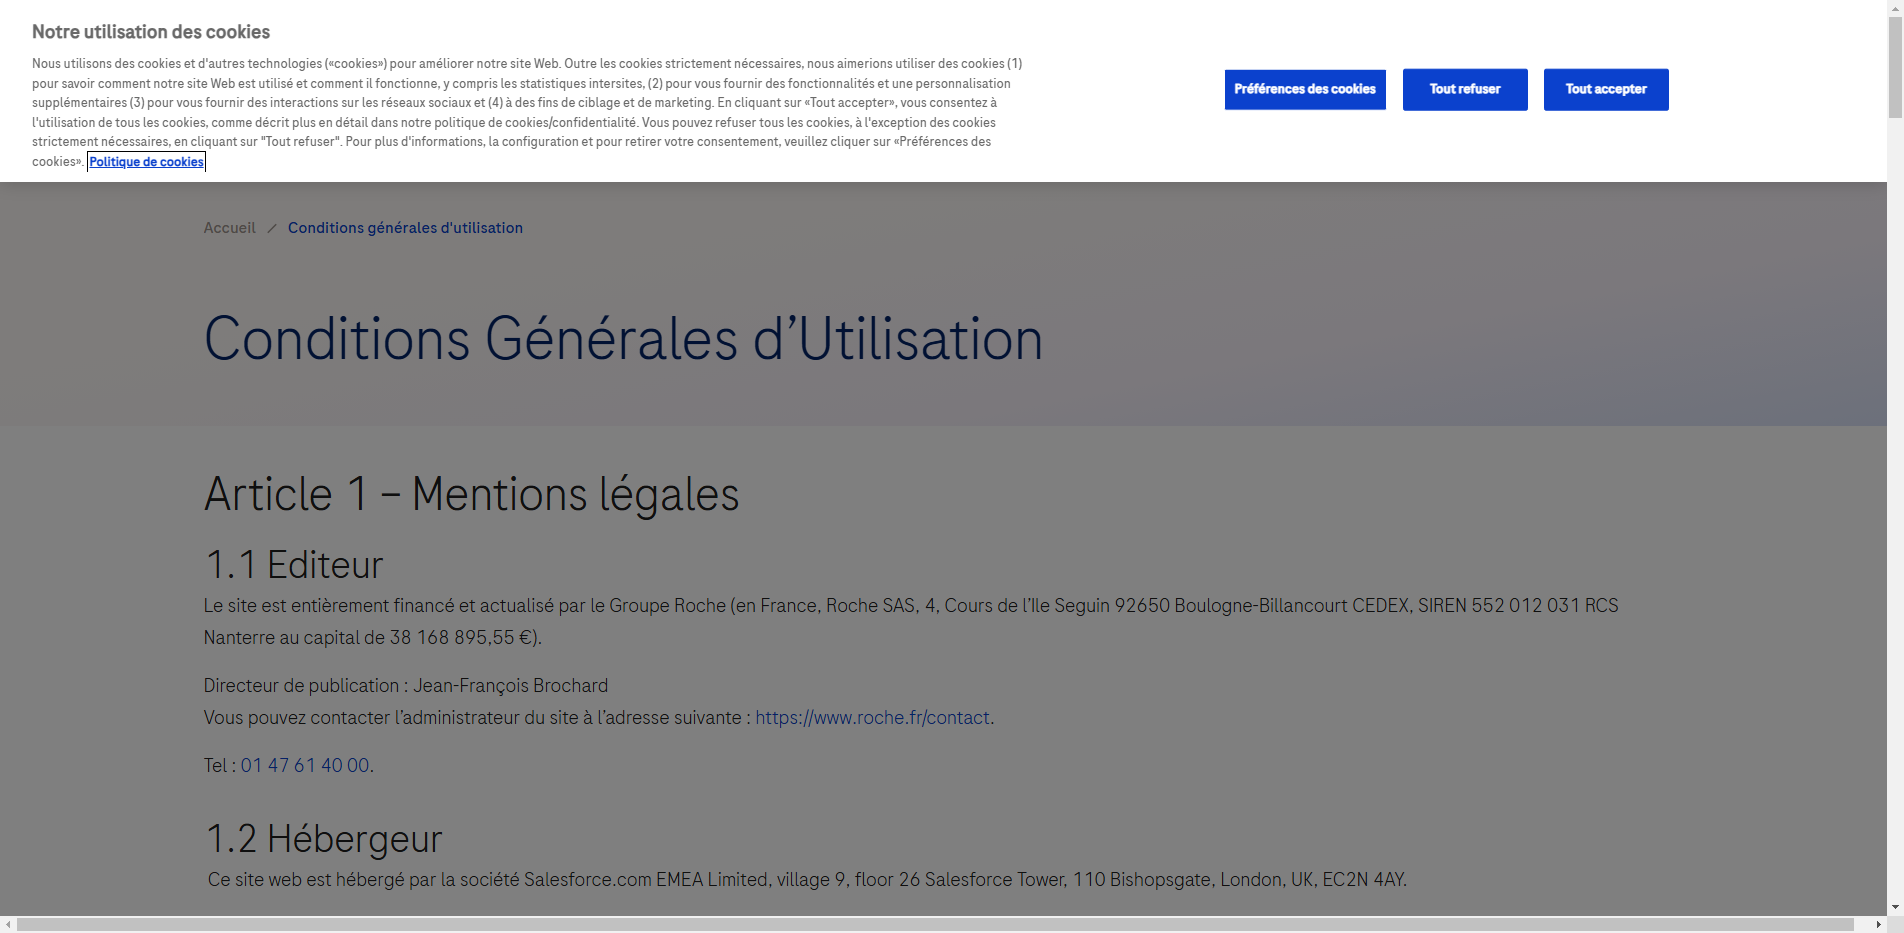 Notre utilisation des cookies
Nous utilisons des cookies et d'autres technologies («cookies») pour améliorer notre site Web. Outre les cookies strictement nécessaires, nous aimerions utiliser des cookies (1)
pour savoir comment notre site Web est utilisé et comment il fonctionne, y compris les statistiques intersites, (2) pour vous fournir des fonctionnalités et une personnalisation
supplémentaires (3) pour vous fournir des interactions sur les réseaux sociaux et (4) à des fins de ciblage et de marketing. En cliquant sur «Tout accepter», vous consentez à
l'utilisation de tous les cookies, comme décrit plus en détail dans notre politique de cookies/confidentialité. Vous pouvez refuser tous les cookies, à l'exception des cookies
strictement nécessaires, en cliquant sur "Tout refuser". Pour plus d'informations, la configuration et pour retirer votre consentement, veuillez cliquer sur «Préférences des
cookies». Politique de cookies
Préférences des cookies
Tout refuser
Tout accepter
Accueil / Conditions générales d'utilisation
Conditions Générales d’Utilisation
Article 1 – Mentions légales
1.1 Editeur
Le site est entièrement financé et actualisé par le Groupe Roche (en France, Roche SAS, 4, Cours de l’Ile Seguin 92650 Boulogne-Billancourt CEDEX, SIREN 552 012 031 RCS
Nanterre au capital de 38 168 895,55 €).
Directeur de publication : Jean-François Brochard
Vous pouvez contacter l’administrateur du site à l’adresse suivante : https://www.roche.fr/contact.
Tel : 01 47 61 40 00.
1.2 Hébergeur
Ce site web est hébergé par la société Salesforce.com EMEA Limited, village 9, floor 26 Salesforce Tower, 110 Bishopsgate, London, UK, EC2N 4AY.